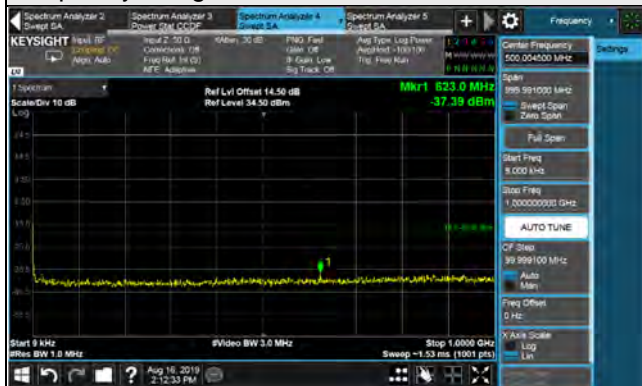 Spectrum Analyzer 2
Swept SA
Spectrum Analyzer 3
Power Stat CCDF
Spectrum Analyzer 4
Swept SA
Spectrum Analyzer 5
Swept SA
Frequency
KEYSIGHT
Input: RF
Coupling: DC
Align: Auto
Input Z: 50 Ω
Corrections: Off
Freq Ref: Int (S)
NFE: Adaptive
#Atten: 30 dB
PNO: Fast
Gate: Off
IF Gain: Low
Sig Track: Off
Avg Type: Log-Power
Avg|Hold: >100/100
Trig: Free Run
Center Frequency
500.004500 MHz
Settings
Span
999.991000 MHz
Swept Span
Zero Span
Full Span
Start Freq
9.000 kHz
Stop Freq
1.000000000 GHz
AUTO TUNE
CF Step
99.999100 MHz
Auto
Man
Freq Offset
0 Hz
X Axis Scale
Log
Lin
1 Spectrum
Scale/Div 10 dB
Log
Ref Lvl Offset 14.50 dB
Ref Level 34.50 dBm
Mkr1 623.0 MHz
-37.39 dBm
24.5
14.5
1
Start 9 kHz
#Res BW 1.0 MHz
#Video BW 3.0 MHz
Stop 1.0000 GHz
Sweep ~1.53 ms (1001 pts)
Aug 16, 2019
2:12:33 PM